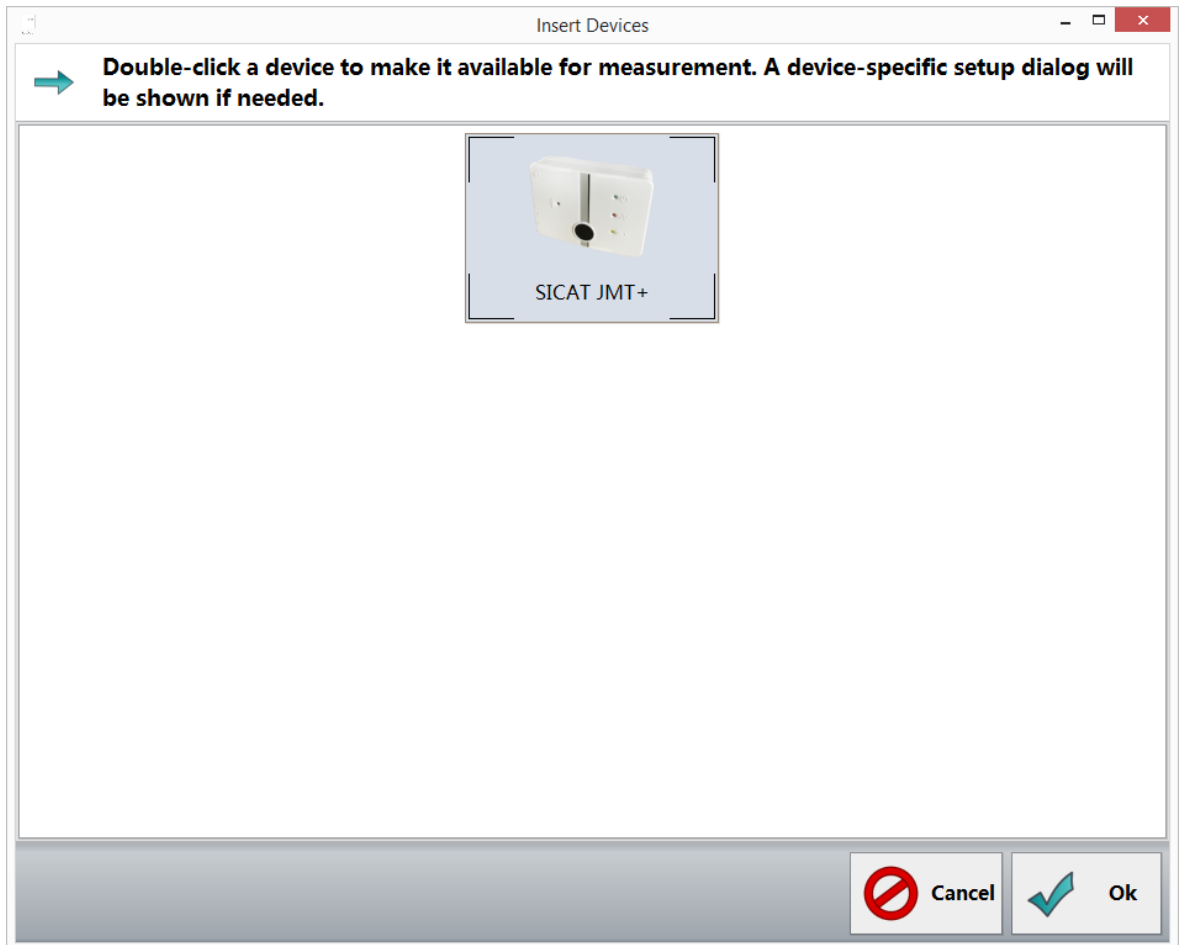 Insert Devices
Double-click a device to make it available for measurement. A device-specific setup dialog will
be shown if needed.
SICAT JMT+
Cancel
Ok